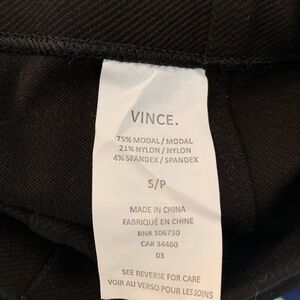 VINCE.
75% MODAL / MODAL
21% NYLON / NYLON
4% SPANDEX / SPANDEX
S/P
MADE IN CHINA
FABRIQUÉ EN CHINE
RN# 106730
CA# 34460
03
SEE REVERSE FOR CARE
VOIR AU VERSO POUR LES SOINS